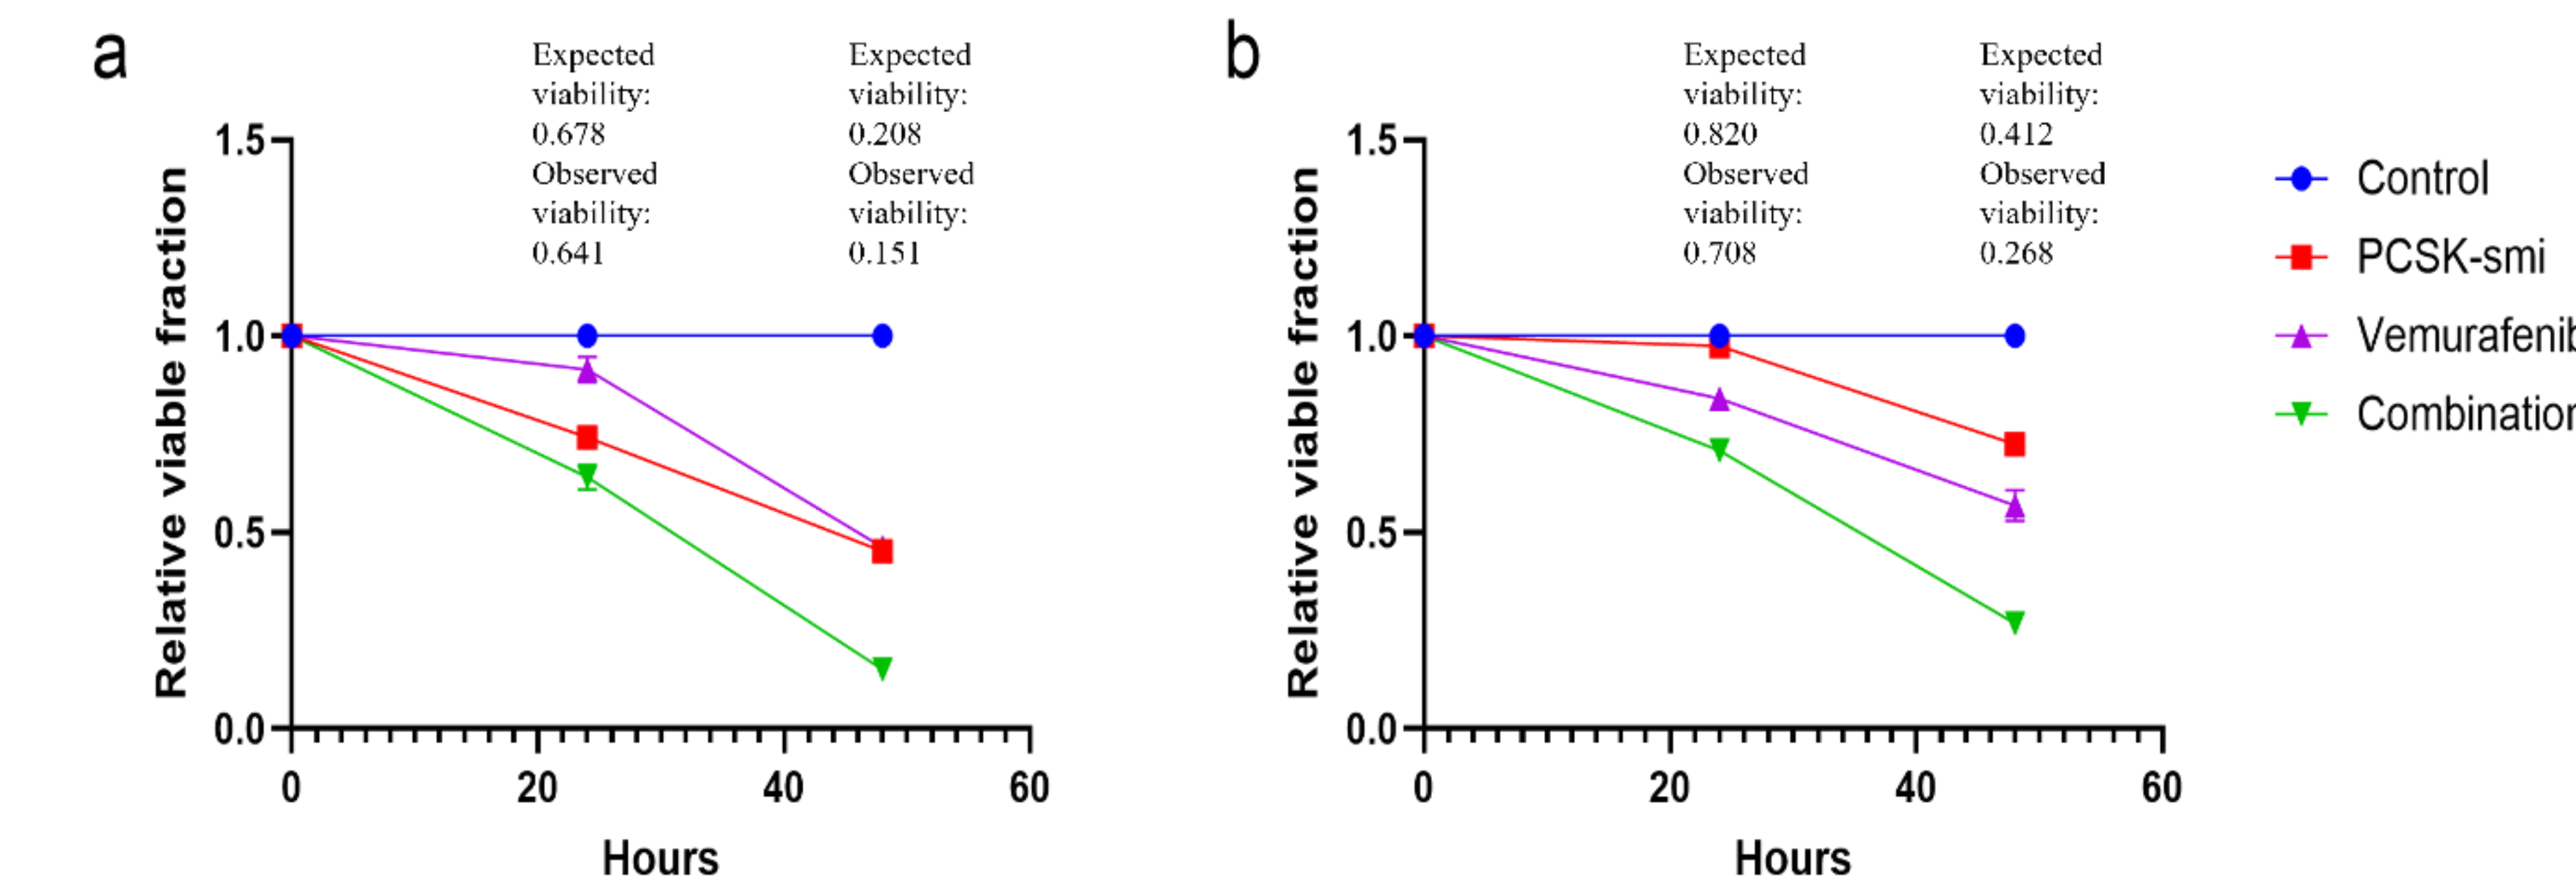 a
Expected
viability:
0.678
Observed
viability:
0.641
Expected
viability:
0.208
Observed
viability:
0.151
1.5
1.0
0.5
0.0
Relative viable fraction
0
20
40
60
Hours
b
Expected
viability:
0.820
Observed
viability:
0.708
Expected
viability:
0.412
Observed
viability:
0.268
1.5
1.0
0.5
0.0
Relative viable fraction
0
20
40
60
Hours
Control
PCSK-smi
Vemurafenib
Combination